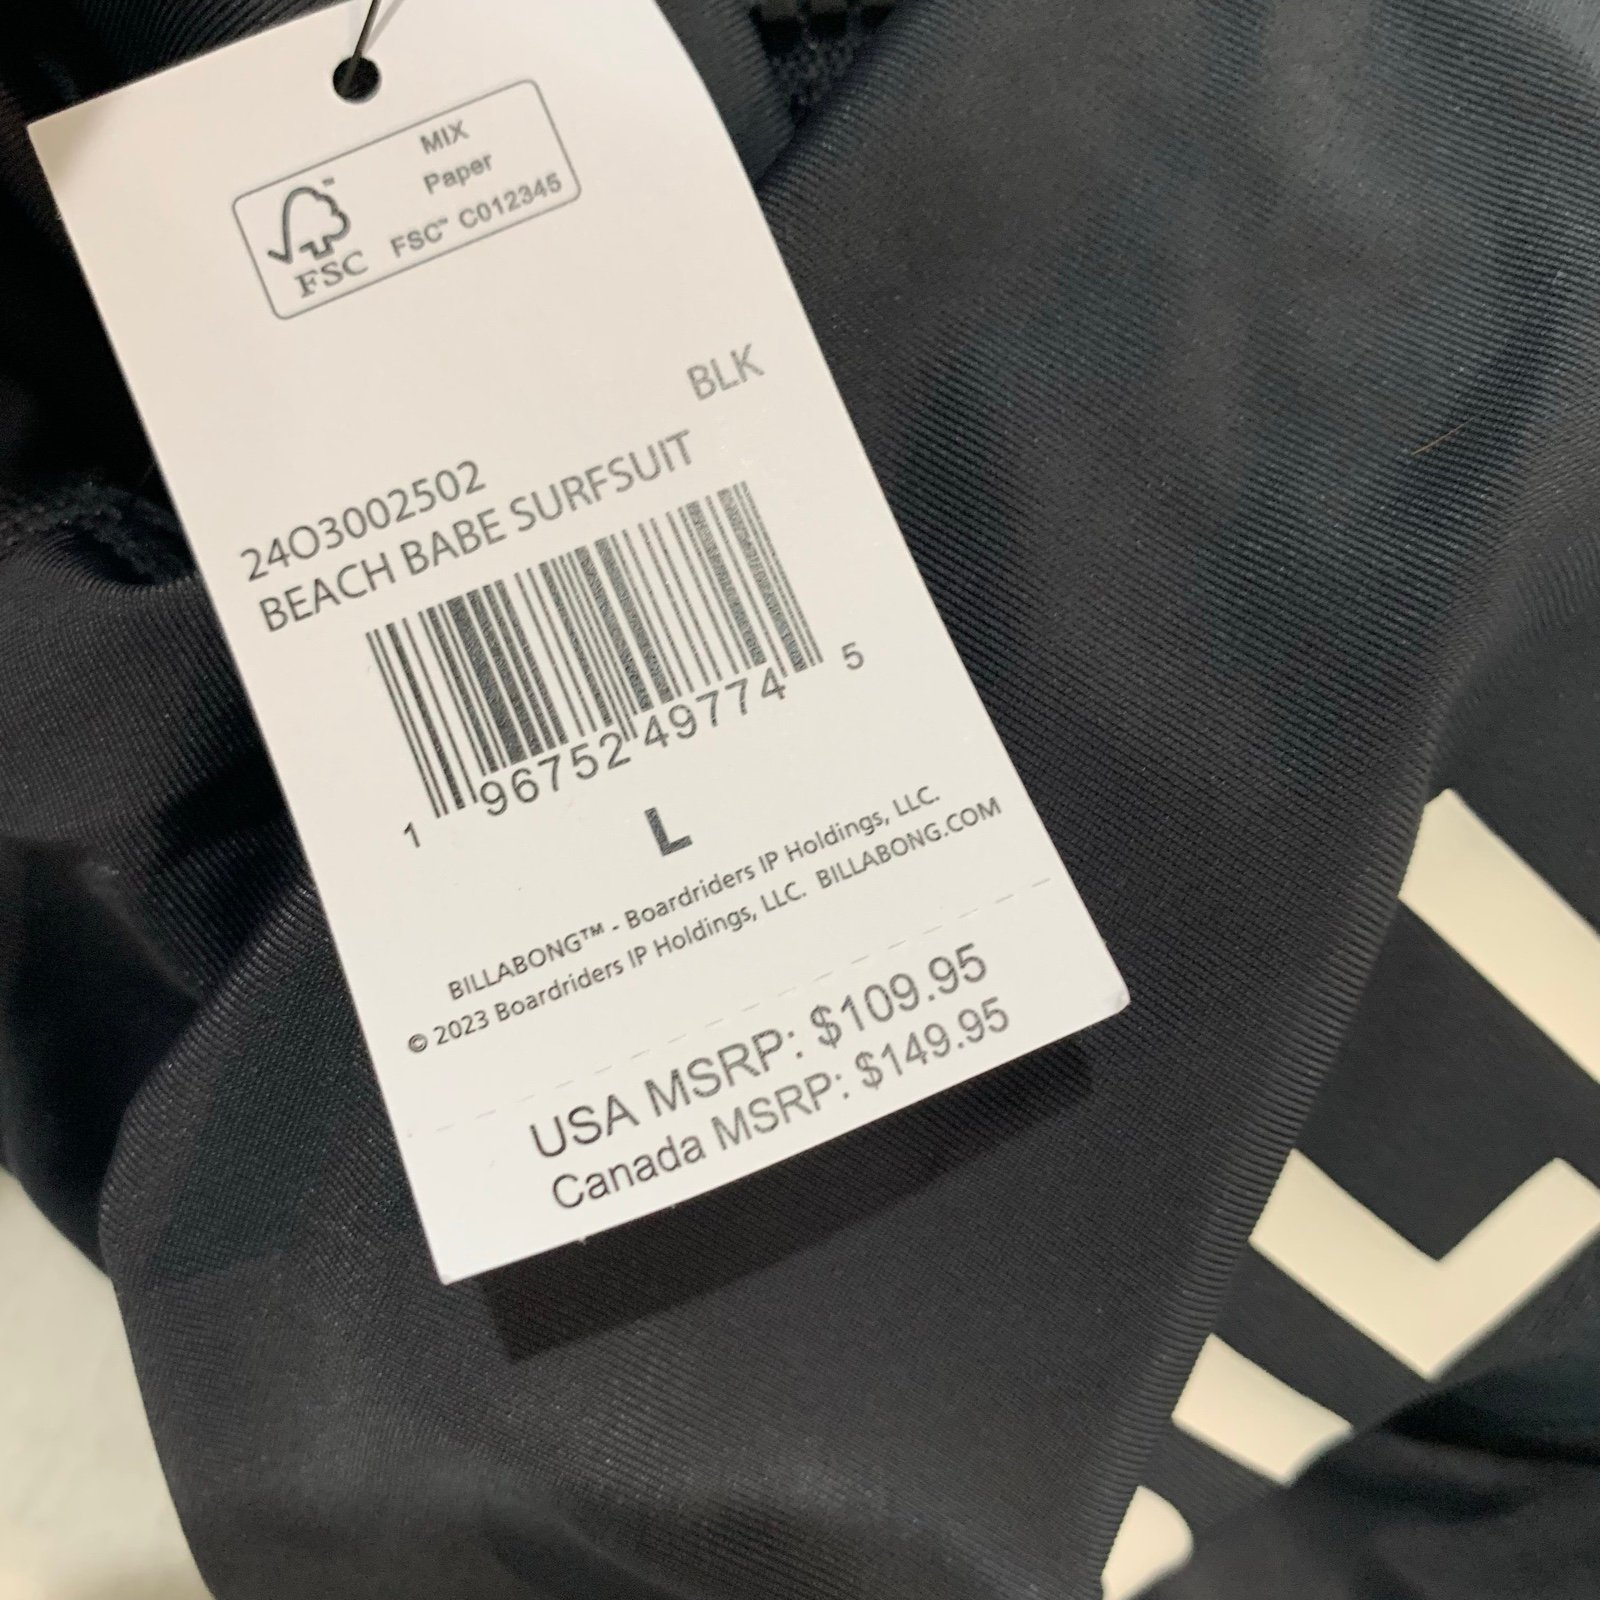 MIX
Paper
FSC™ C012345
FSC
BLK
24O3002502
BEACH BABE SURFSUIT
1 96752 49774 5
L
BILLABONG™ - Boardriders IP Holdings, LLC.
© 2023 Boardriders IP Holdings, LLC. BILLABONG.COM
USA MSRP: $109.95
Canada MSRP: $149.95